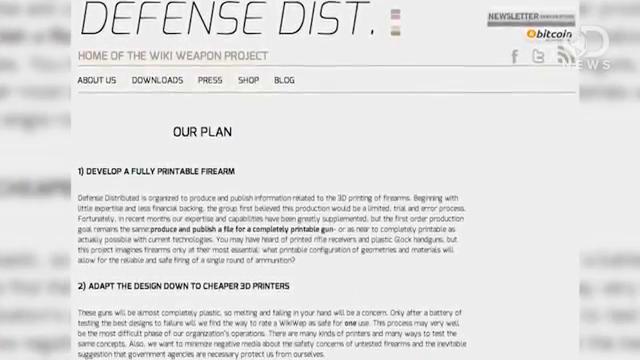 DEFENSE DIST.
NEWSLETTER
bitcoin
HOME OF THE WIKI WEAPON PROJECT
NEWS
ABOUT US DOWNLOADS PRESS SHOP BLOG
OUR PLAN
1) DEVELOP A FULLY PRINTABLE FIREARM
Defense Distributed is organized to produce and publish information related to the 3D printing of firearms. Beginning with
little expertise and less financial backing, the group first believed this production would be a limited, trial and error process.
Fortunately, in recent months our expertise and capabilities have been greatly supplemented, but the first order production
goal remains the same:produce and publish a file for a completely printable gun- or as near to completely printable as
actually possible with current technologies. You may have heard of printed rifle receivers and plastic Glock handguns, but
this project imagines firearms only at their most essential: what printable configuration of geometries and materials will
allow for the reliable and safe firing of a single round of ammunition?
2) ADAPT THE DESIGN DOWN TO CHEAPER 3D PRINTERS
These guns will be almost completely plastic, so melting and failing in your hand will be a concern. Only after a battery of
testing the best designs to failure will we find the way to rate a WikiWep as safe for one use. This process may very well
be the most difficult phase of our organization's operations. There are many kinds of printers and many ways to test the
same concepts. Also, we want to minimize negative media about the safety concerns of untested firearms and the inevitable
suggestion that government agencies are necessary protect us from ourselves.